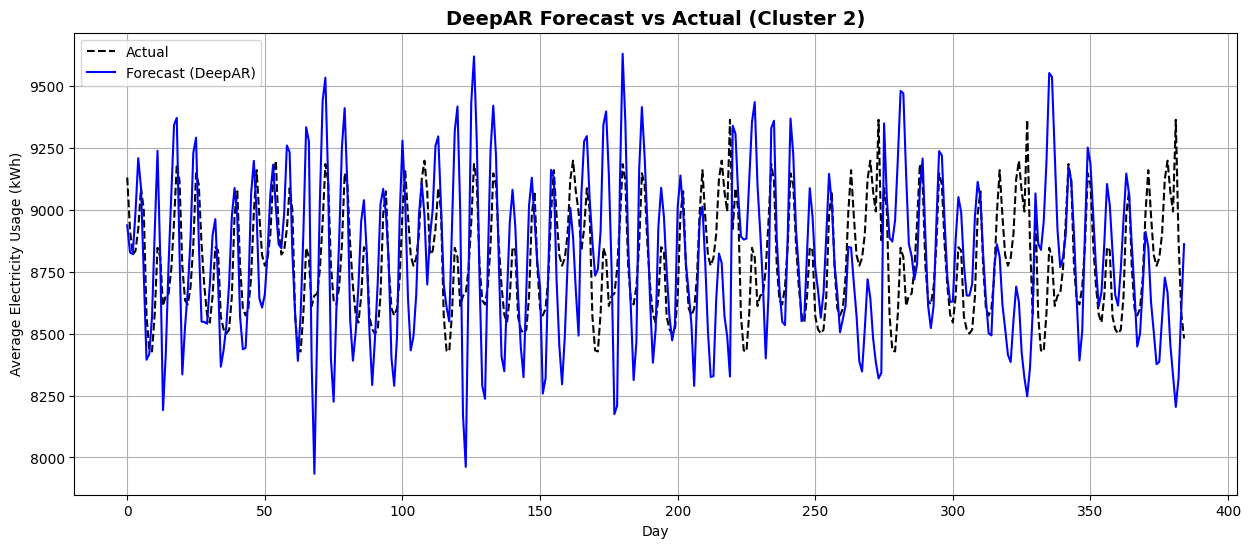 DeepAR Forecast vs Actual (Cluster 2)
Actual
Forecast (DeepAR)
Average Electricity Usage (kWh)
9500
9250
9000
8750
8500
8250
8000
0 50 100 150 200 250 300 350 400
Day